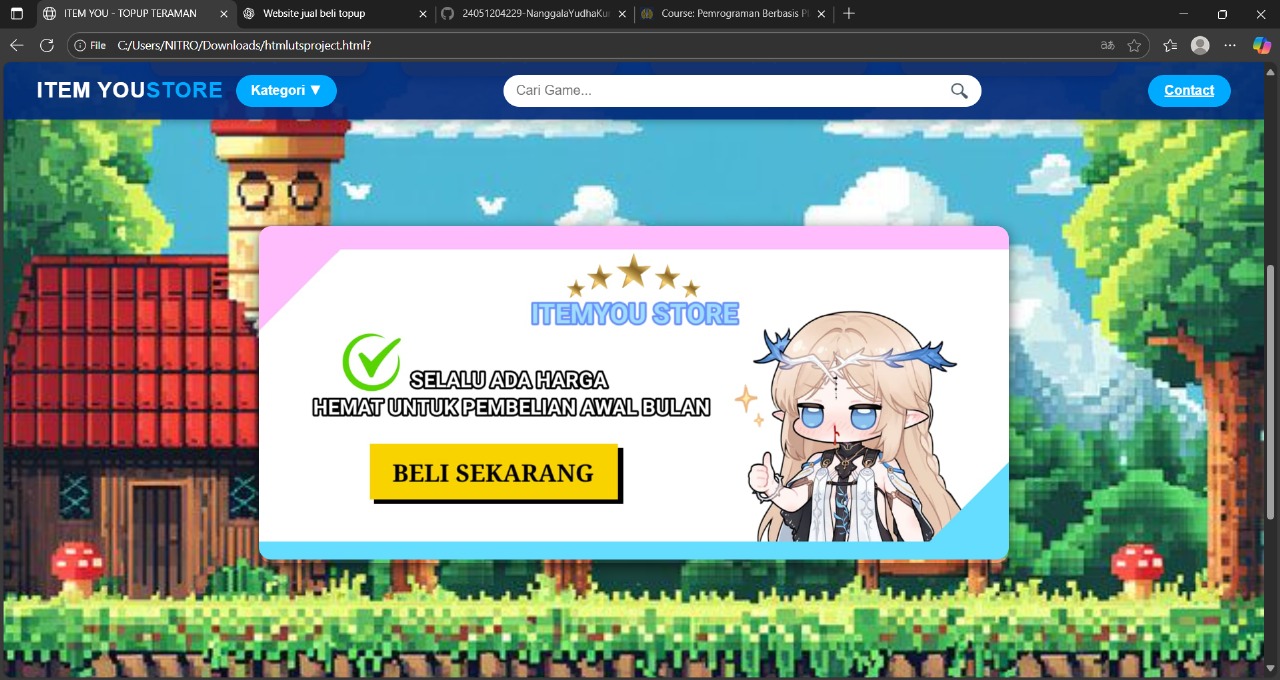 ITEM YOU - TOPUP TERAMAN
Website jual beli topup
24051204229-NanggalaYudhaKu
Course: Pemrograman Berbasis Pl
File
C:/Users/NITRO/Downloads/htmlutsproject.html?
ITEM YOUSTORE
Kategori ▼
Cari Game...
Contact
ITEMYOU STORE
SELALU ADA HARGA
HEMAT UNTUK PEMBELIAN AWAL BULAN
BELI SEKARANG